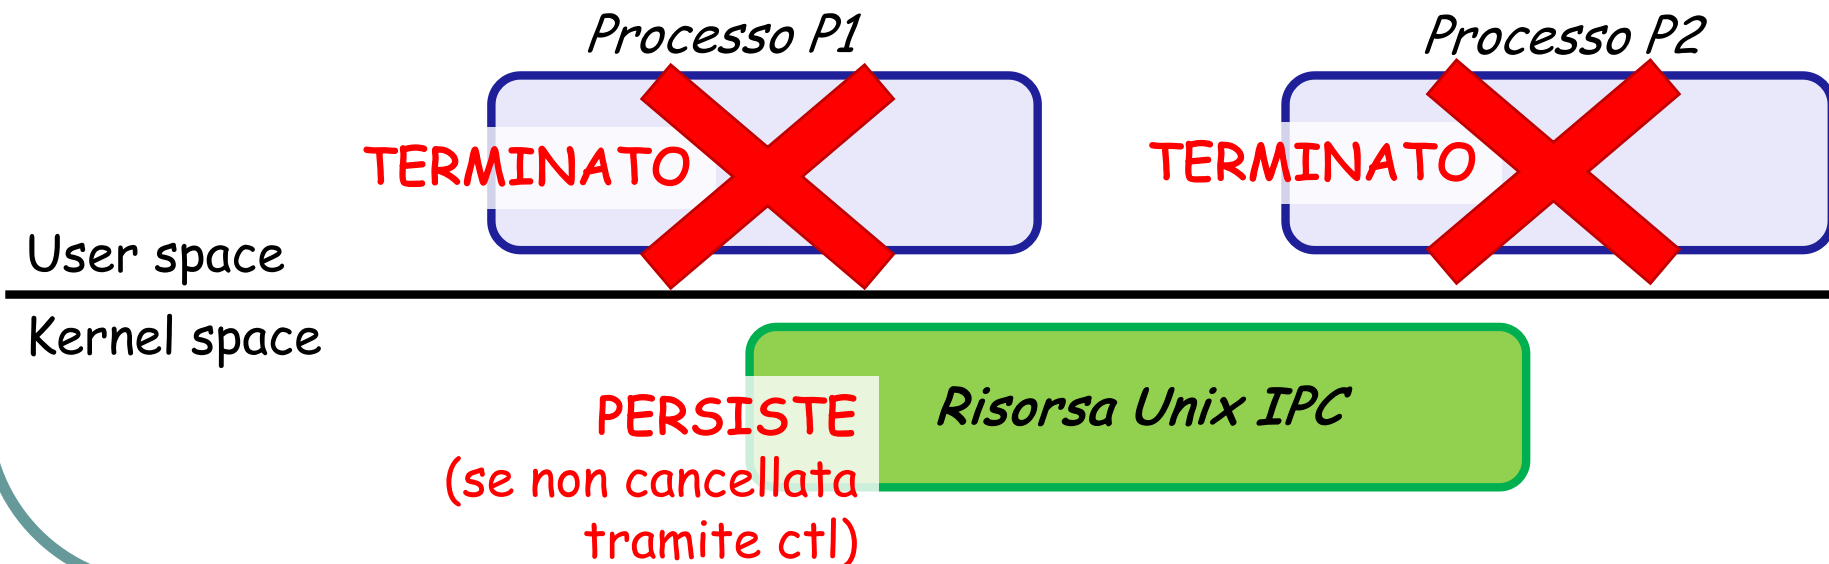 Processo P1
Processo P2
TERMINATO
TERMINATO
User space
Kernel space
Risorsa Unix IPC
PERSISTE
(se non cancellata
tramite ctl)